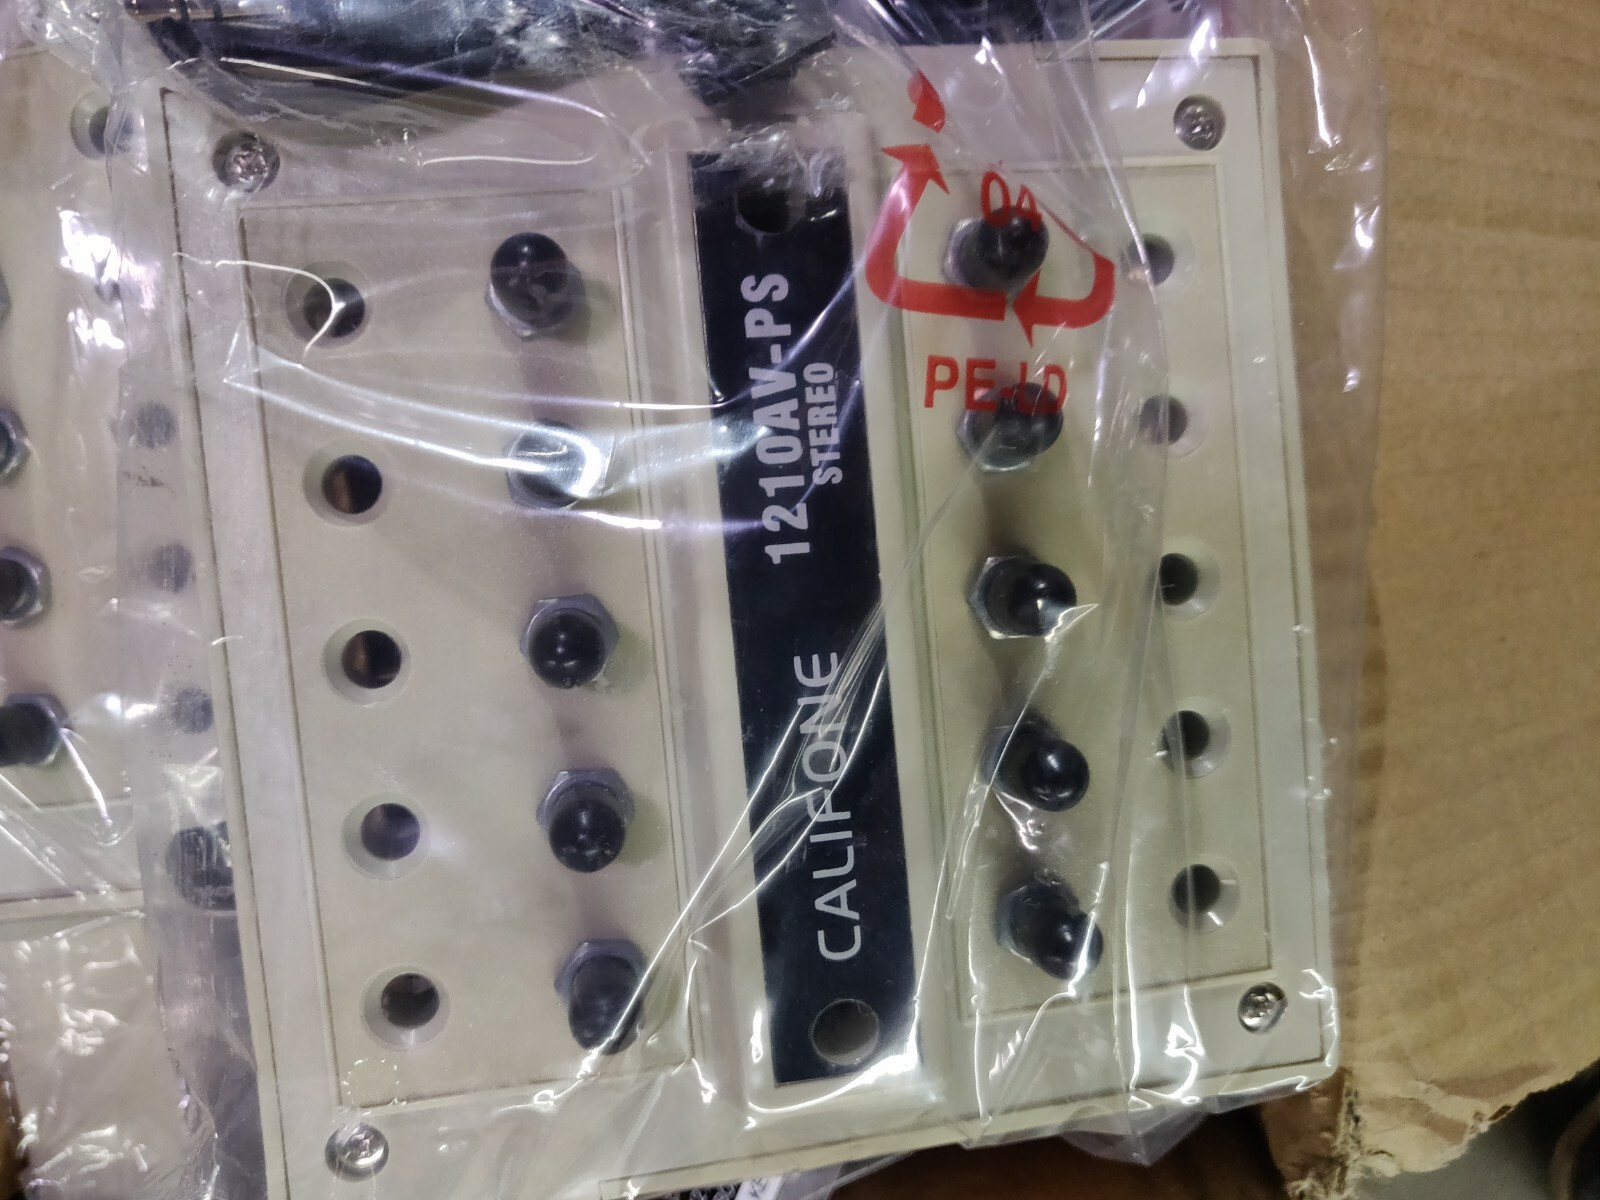 CALIFONE
1210AV-PS
STEREO
04
PE-LD